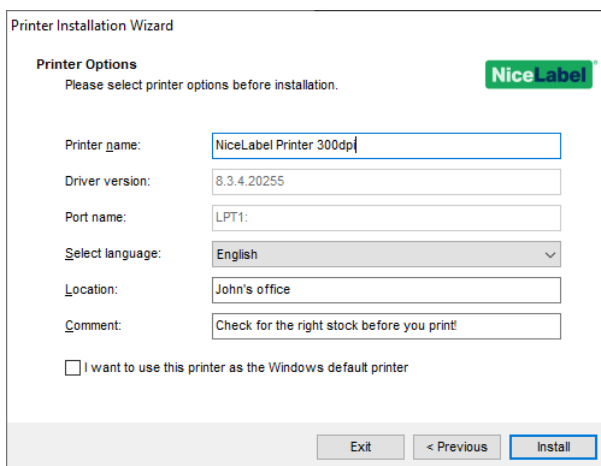 Printer Installation Wizard
Printer Options
Please select printer options before installation.
NiceLabel®
Printer name: NiceLabel Printer 300dpi
Driver version: 8.3.4.20255
Port name: LPT1:
Select language: English
Location: John's office
Comment: Check for the right stock before you print!
I want to use this printer as the Windows default printer
Exit < Previous Install